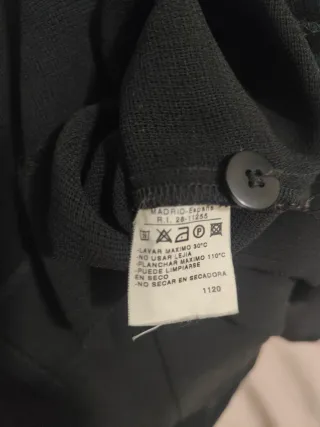 MADRID-España
R.I. 28-11255
-LAVAR MAXIMO 30°C
-NO USAR LEJIA
-PLANCHAR MAXIMO 110°C
-PUEDE LIMPIARSE
EN SECO
-NO SECAR EN SECADORA
1120